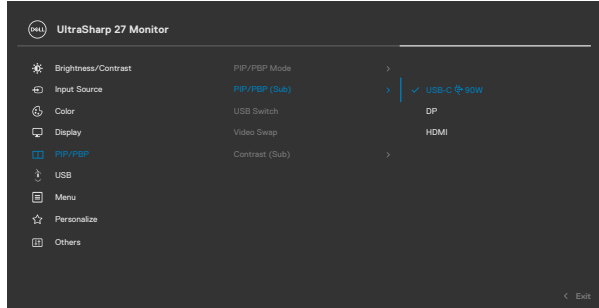 DELL UltraSharp 27 Monitor
Brightness/Contrast PIP/PBP Mode
Input Source PIP/PBP (Sub) USB-C 90W
Color USB Switch DP
Display Video Swap HDMI
PIP/PBP Contrast (Sub)
USB
Menu
Personalize
Others
Exit